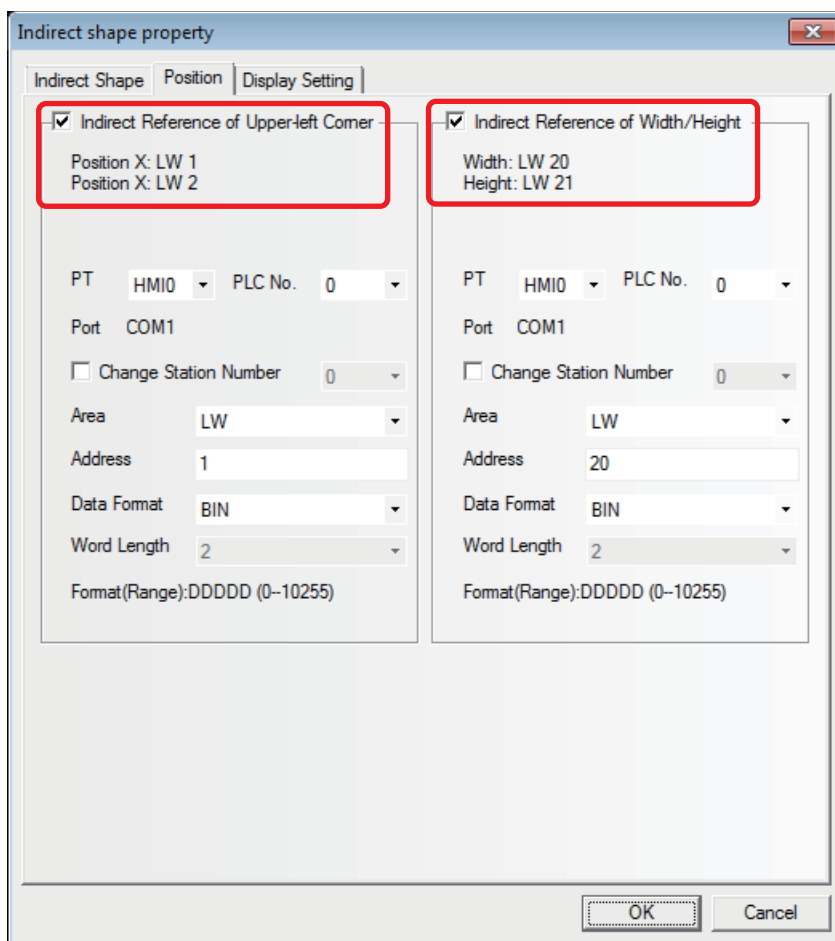 Indirect shape property
Indirect Shape Position Display Setting
Indirect Reference of Upper-left Corner
Position X: LW 1
Position X: LW 2
PT HMI0 PLC No. 0
Port COM1
Change Station Number 0
Area LW
Address 1
Data Format BIN
Word Length 2
Format(Range):DDDDD (0--10255)
Indirect Reference of Width/Height
Width: LW 20
Height: LW 21
PT HMI0 PLC No. 0
Port COM1
Change Station Number 0
Area LW
Address 20
Data Format BIN
Word Length 2
Format(Range):DDDDD (0--10255)
OK Cancel